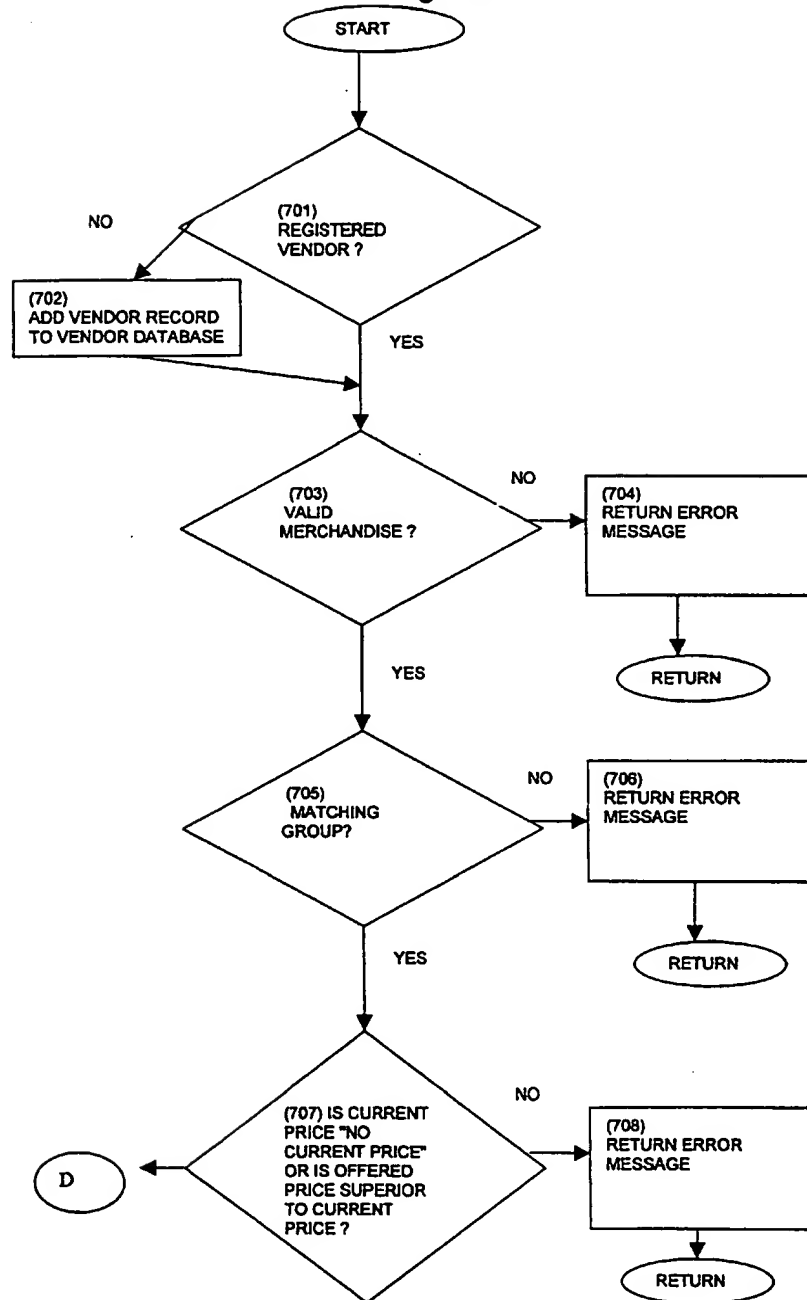 START
(701)
REGISTERED
VENDOR ?
NO
(702)
ADD VENDOR RECORD
TO VENDOR DATABASE
YES
(703)
VALID
MERCHANDISE ?
NO
(704)
RETURN ERROR
MESSAGE
RETURN
YES
(705)
MATCHING
GROUP?
NO
(706)
RETURN ERROR
MESSAGE
RETURN
YES
(707) IS CURRENT
PRICE "NO
CURRENT PRICE"
OR IS OFFERED
PRICE SUPERIOR
TO CURRENT
PRICE ?
D
NO
(708)
RETURN ERROR
MESSAGE
RETURN